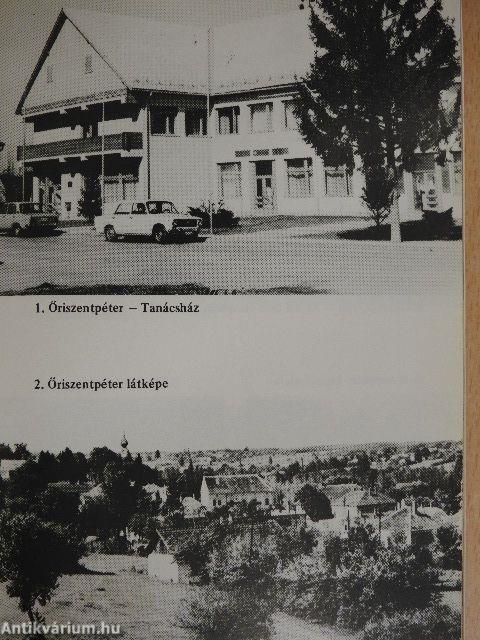 1. Őriszentpéter – Tanácsház
2. Őriszentpéter látképe
Antikvárium.hu